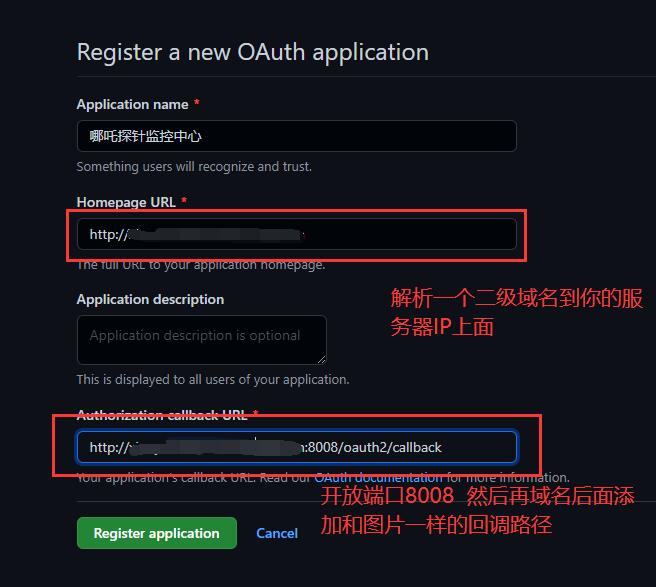 Register a new OAuth application
Application name *
哪吒探针监控中心
Something users will recognize and trust.
Homepage URL *
http://
The full URL to your application homepage.
解析一个二级域名到你的服
务器IP上面
Application description
Application description is optional
This is displayed to all users of your application.
Authorization callback URL *
http:// :8008/oauth2/callback
Your application's callback URL. Read our OAuth documentation for more information.
开放端口8008 然后再域名后面添
加和图片一样的回调路径
Register application
Cancel